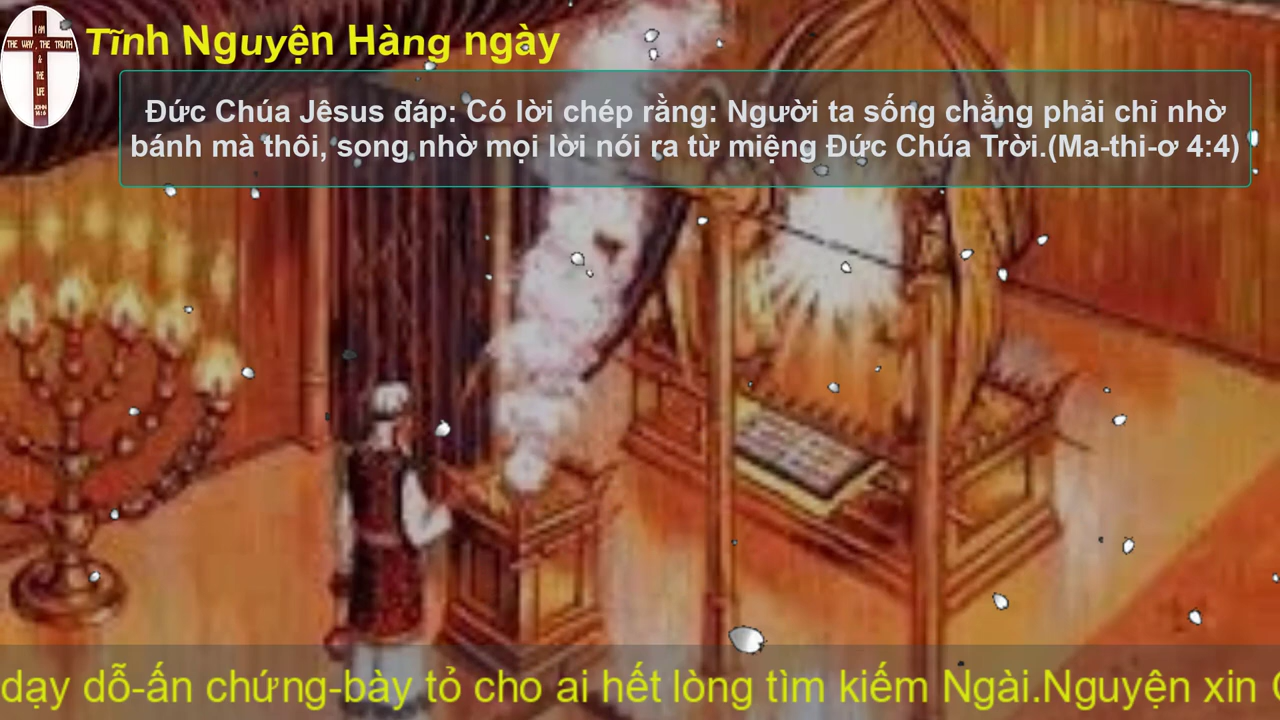 I AM
THE WAY, THE TRUTH
&
THE
LIFE
JOHN
14:6
Tĩnh Nguyện Hàng ngày
Đức Chúa Jêsus đáp: Có lời chép rằng: Người ta sống chẳng phải chỉ nhờ
bánh mà thôi, song nhờ mọi lời nói ra từ miệng Đức Chúa Trời.(Ma-thi-ơ 4:4)
dạy dỗ-ấn chứng-bày tỏ cho ai hết lòng tìm kiếm Ngài.Nguyện xin